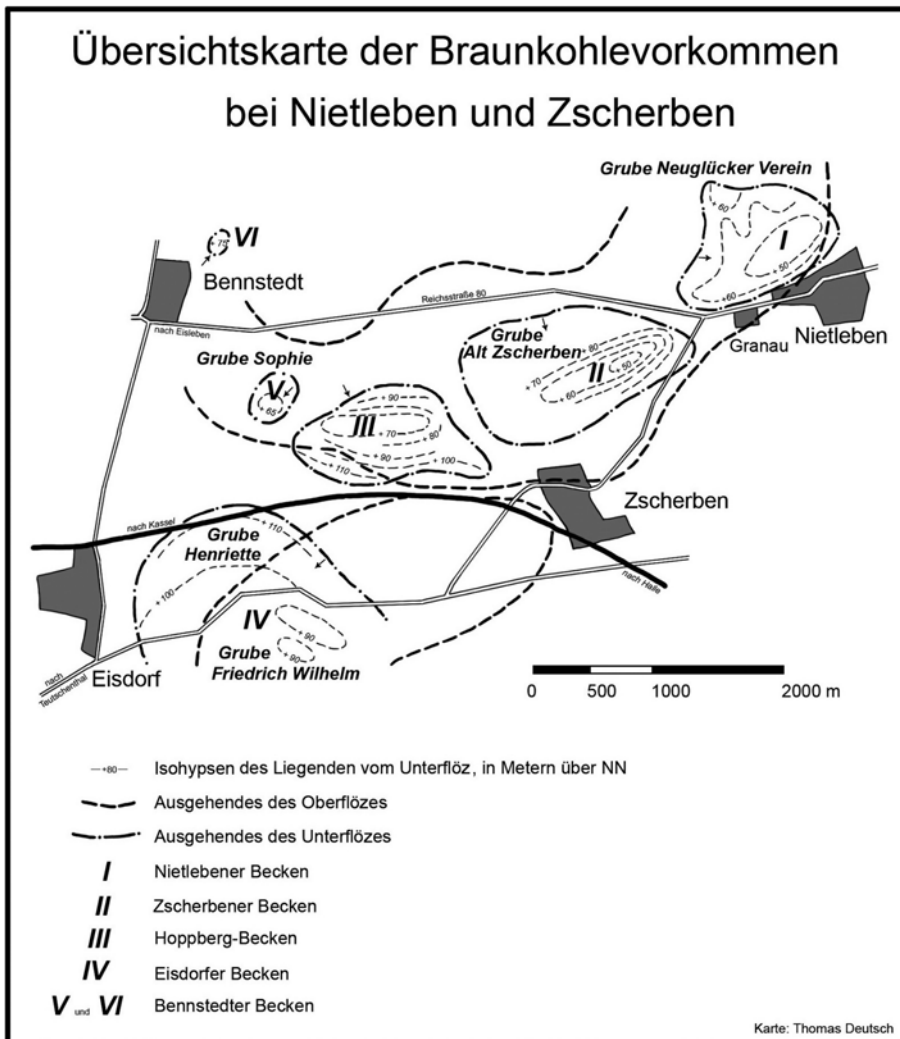 Übersichtskarte der Braunkohlevorkommen
bei Nietleben und Zscherben
Grube Neuglücker Verein
+60
I
+50
+60
VI
+75
Bennstedt
nach Eisleben
Reichsstraße 80
Granau
Nietleben
Grube Sophie
V
+65
Grube
Alt Zscherben
+80
II
+50
+70
+60
+90
III
+70
+80
+90
+100
+110
Zscherben
nach Kassel
Grube
Henriette
+110
+100
nach Halle
IV
+90
+90
Grube
Friedrich Wilhelm
nach
Teutschenthal
Eisdorf
0 500 1000 2000 m
+80 Isohypsen des Liegenden vom Unterflöz, in Metern über NN
Ausgehendes des Oberflözes
Ausgehendes des Unterflözes
I Nietlebener Becken
II Zscherbener Becken
III Hoppberg-Becken
IV Eisdorfer Becken
V und VI Bennstedter Becken
Karte: Thomas Deutsch